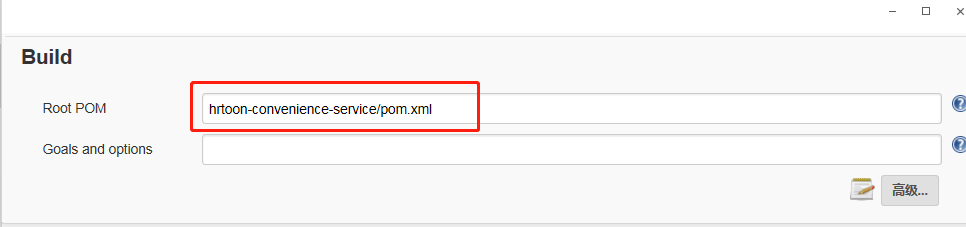 Build
Root POM
hrtoon-convenience-service/pom.xml
Goals and options
高级...